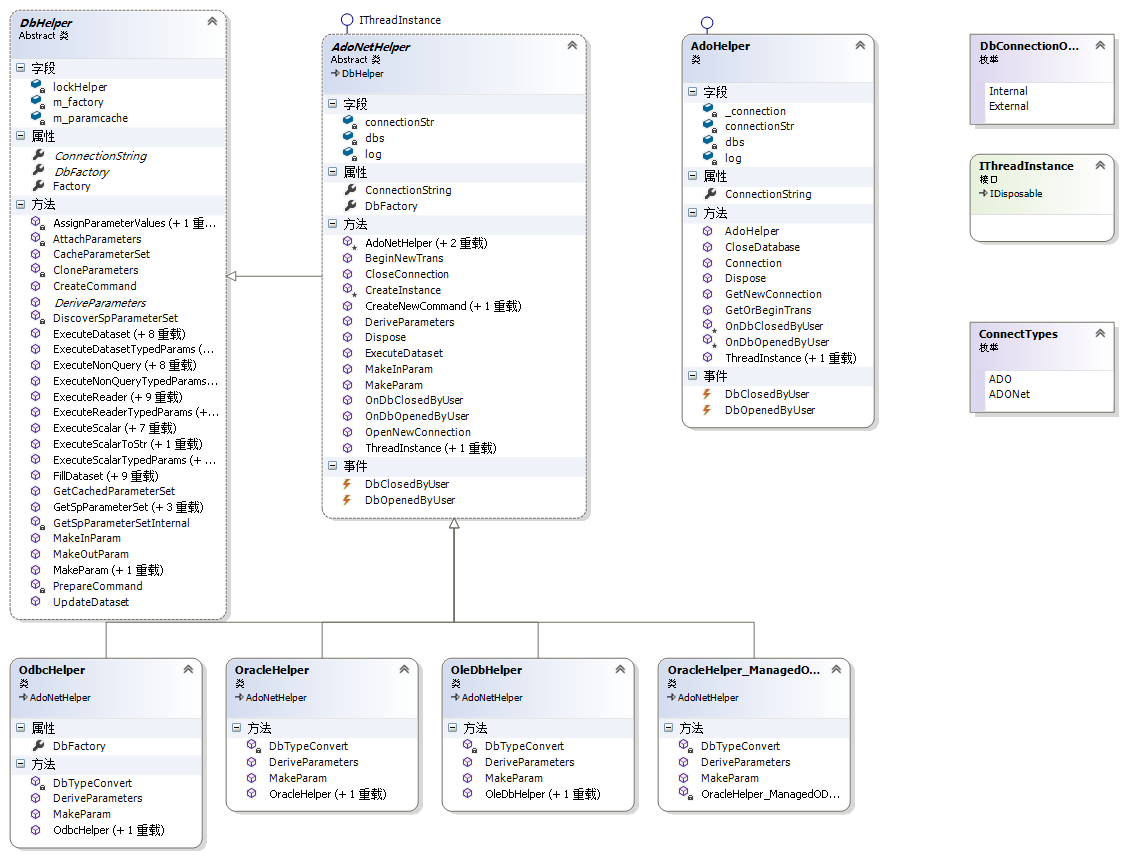 DbHelper
Abstract 类
字段
lockHelper
m_factory
m_paramcache
属性
ConnectionString
DbFactory
Factory
方法
AssignParameterValues (+ 1 重...
AttachParameters
CacheParameterSet
CloneParameters
CreateCommand
DeriveParameters
DiscoverSpParameterSet
ExecuteDataset (+ 8 重载)
ExecuteDatasetTypedParams (...
ExecuteNonQuery (+ 8 重载)
ExecuteNonQueryTypedParams...
ExecuteReader (+ 9 重载)
ExecuteReaderTypedParams (+...
ExecuteScalar (+ 7 重载)
ExecuteScalarToStr (+ 1 重载)
ExecuteScalarTypedParams (+ ...
FillDataset (+ 9 重载)
GetCachedParameterSet
GetSpParameterSet (+ 3 重载)
GetSpParameterSetInternal
MakeInParam
MakeOutParam
MakeParam (+ 1 重载)
PrepareCommand
UpdateDataset
IThreadInstance
AdoNetHelper
Abstract 类
DbHelper
字段
connectionStr
dbs
log
属性
ConnectionString
DbFactory
方法
AdoNetHelper (+ 2 重载)
BeginNewTrans
CloseConnection
CreateInstance
CreateNewCommand (+ 1 重载)
DeriveParameters
Dispose
ExecuteDataset
MakeInParam
MakeParam
OnDbClosedByUser
OnDbOpenedByUser
OpenNewConnection
ThreadInstance (+ 1 重载)
事件
DbClosedByUser
DbOpenedByUser
AdoHelper
类
字段
_connection
connectionStr
dbs
log
属性
ConnectionString
方法
AdoHelper
CloseDatabase
Connection
Dispose
GetNewConnection
GetOrBeginTrans
OnDbClosedByUser
OnDbOpenedByUser
ThreadInstance (+ 1 重载)
事件
DbClosedByUser
DbOpenedByUser
DbConnectionO...
枚举
Internal
External
IThreadInstance
接口
IDisposable
ConnectTypes
枚举
ADO
ADONet
OdbcHelper
类
AdoNetHelper
属性
DbFactory
方法
DbTypeConvert
DeriveParameters
MakeParam
OdbcHelper (+ 1 重载)
OracleHelper
类
AdoNetHelper
方法
DbTypeConvert
DeriveParameters
MakeParam
OracleHelper (+ 1 重载)
OleDbHelper
类
AdoNetHelper
方法
DbTypeConvert
DeriveParameters
MakeParam
OleDbHelper (+ 1 重载)
OracleHelper_ManagedO...
类
AdoNetHelper
方法
DbTypeConvert
DeriveParameters
MakeParam
OracleHelper_ManagedOD...